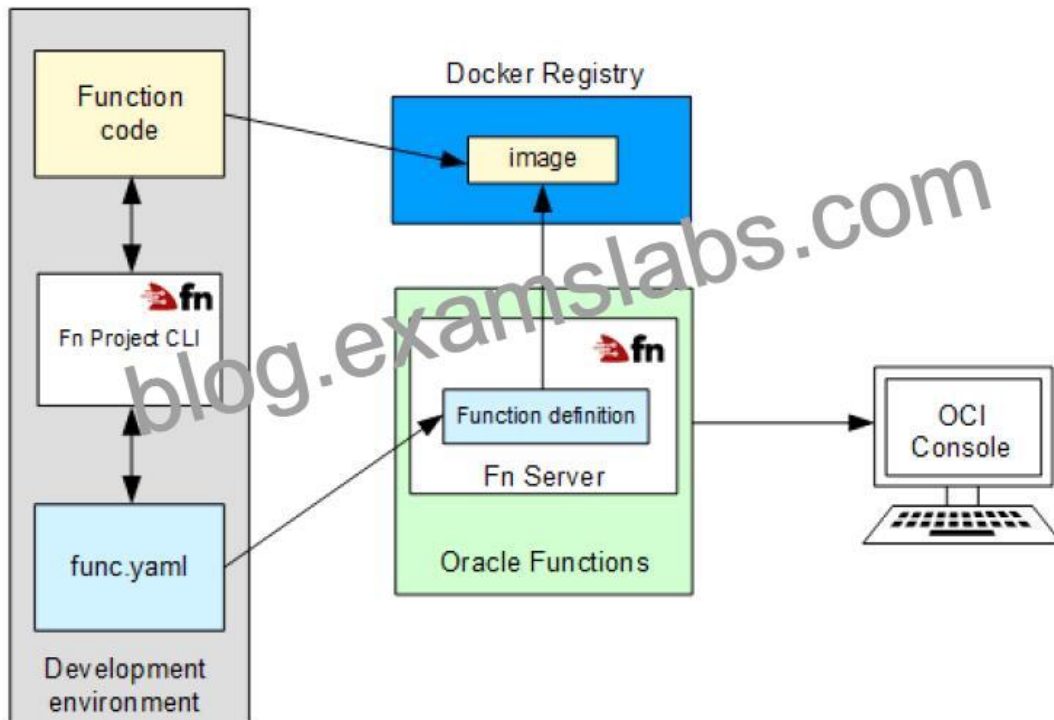 Function
code
fn
Fn Project CLI
func.yaml
Development
environment
Docker Registry
image
fn
Function definition
Fn Server
Oracle Functions
OCI
Console
blog.examslabs.com